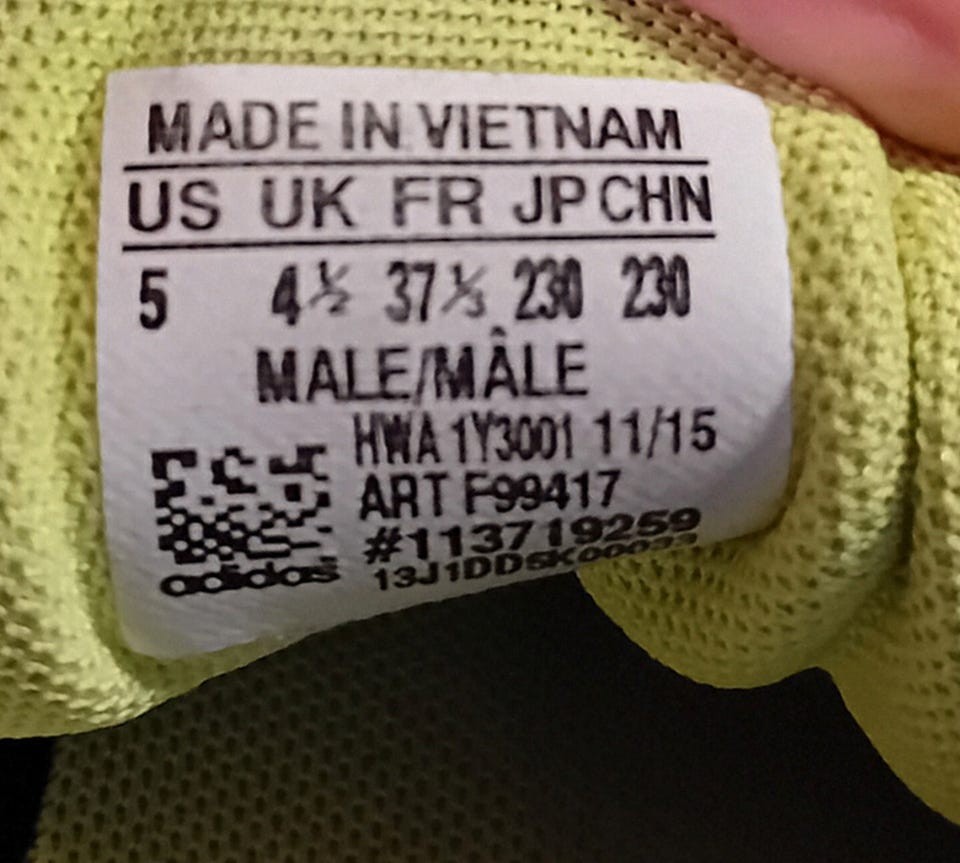 MADE IN VIETNAM
US UK FR JP CHN
5 4½ 37⅓ 230 230
MALE/MÂLE
HWA 1Y3001 11/15
ART F99417
#113719259
adidas